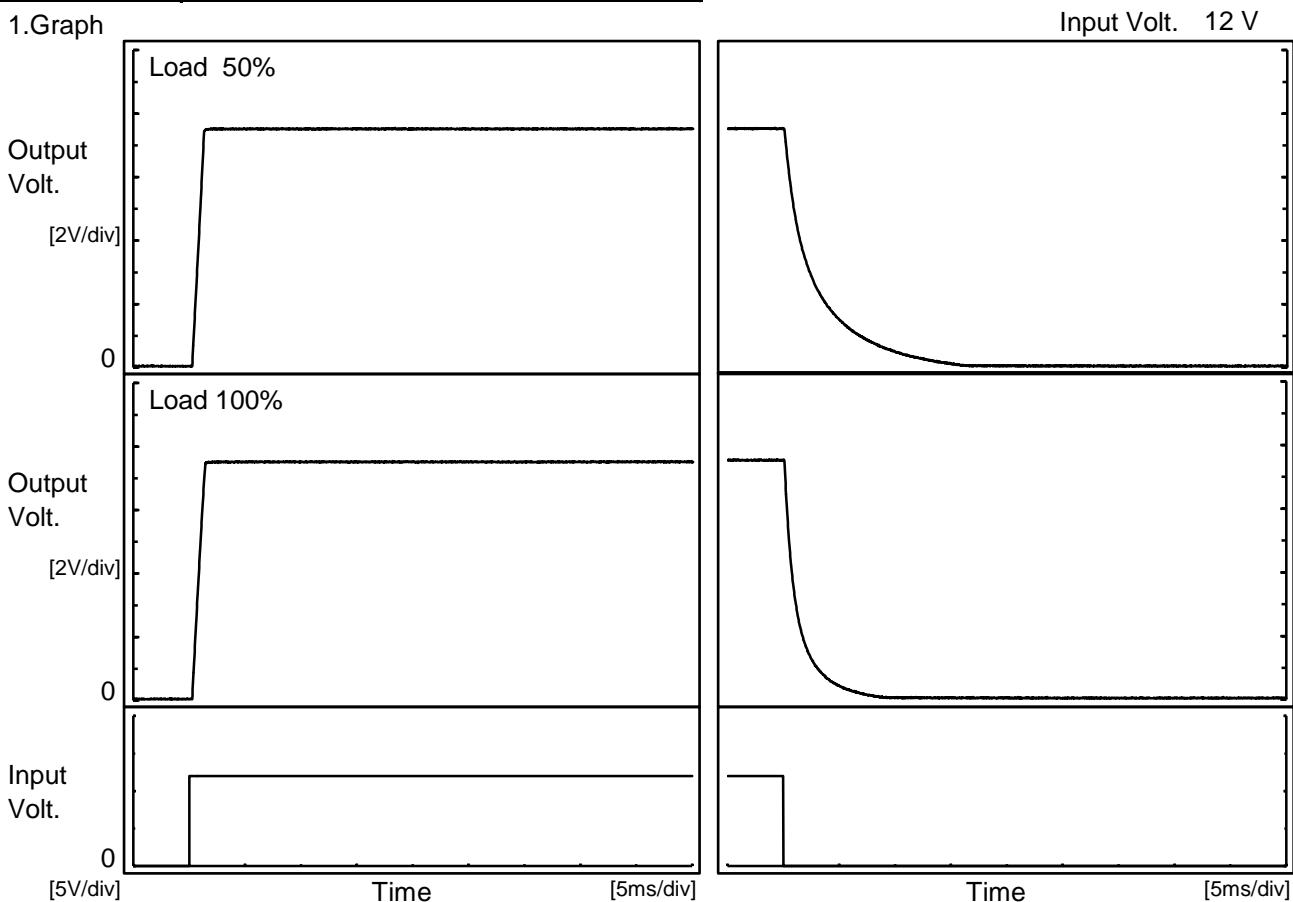 1.Graph
Input Volt. 12 V
Load 50%
Output
Volt.
[2V/div]
0
Load 100%
Output
Volt.
[2V/div]
0
Input
Volt.
0
[5V/div]
Time
[5ms/div]
Time
[5ms/div]